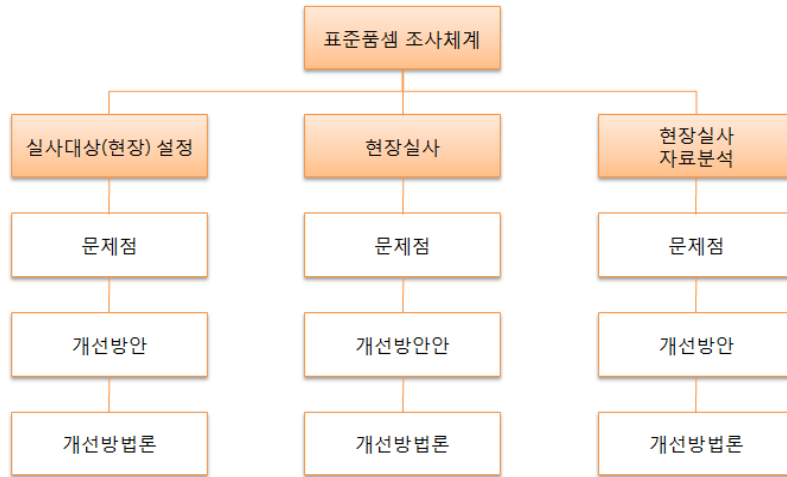 표준품셈 조사체계
실사대상(현장) 설정
현장실사
현장실사
자료분석
문제점
문제점
문제점
개선방안
개선방안안
개선방안
개선방법론
개선방법론
개선방법론